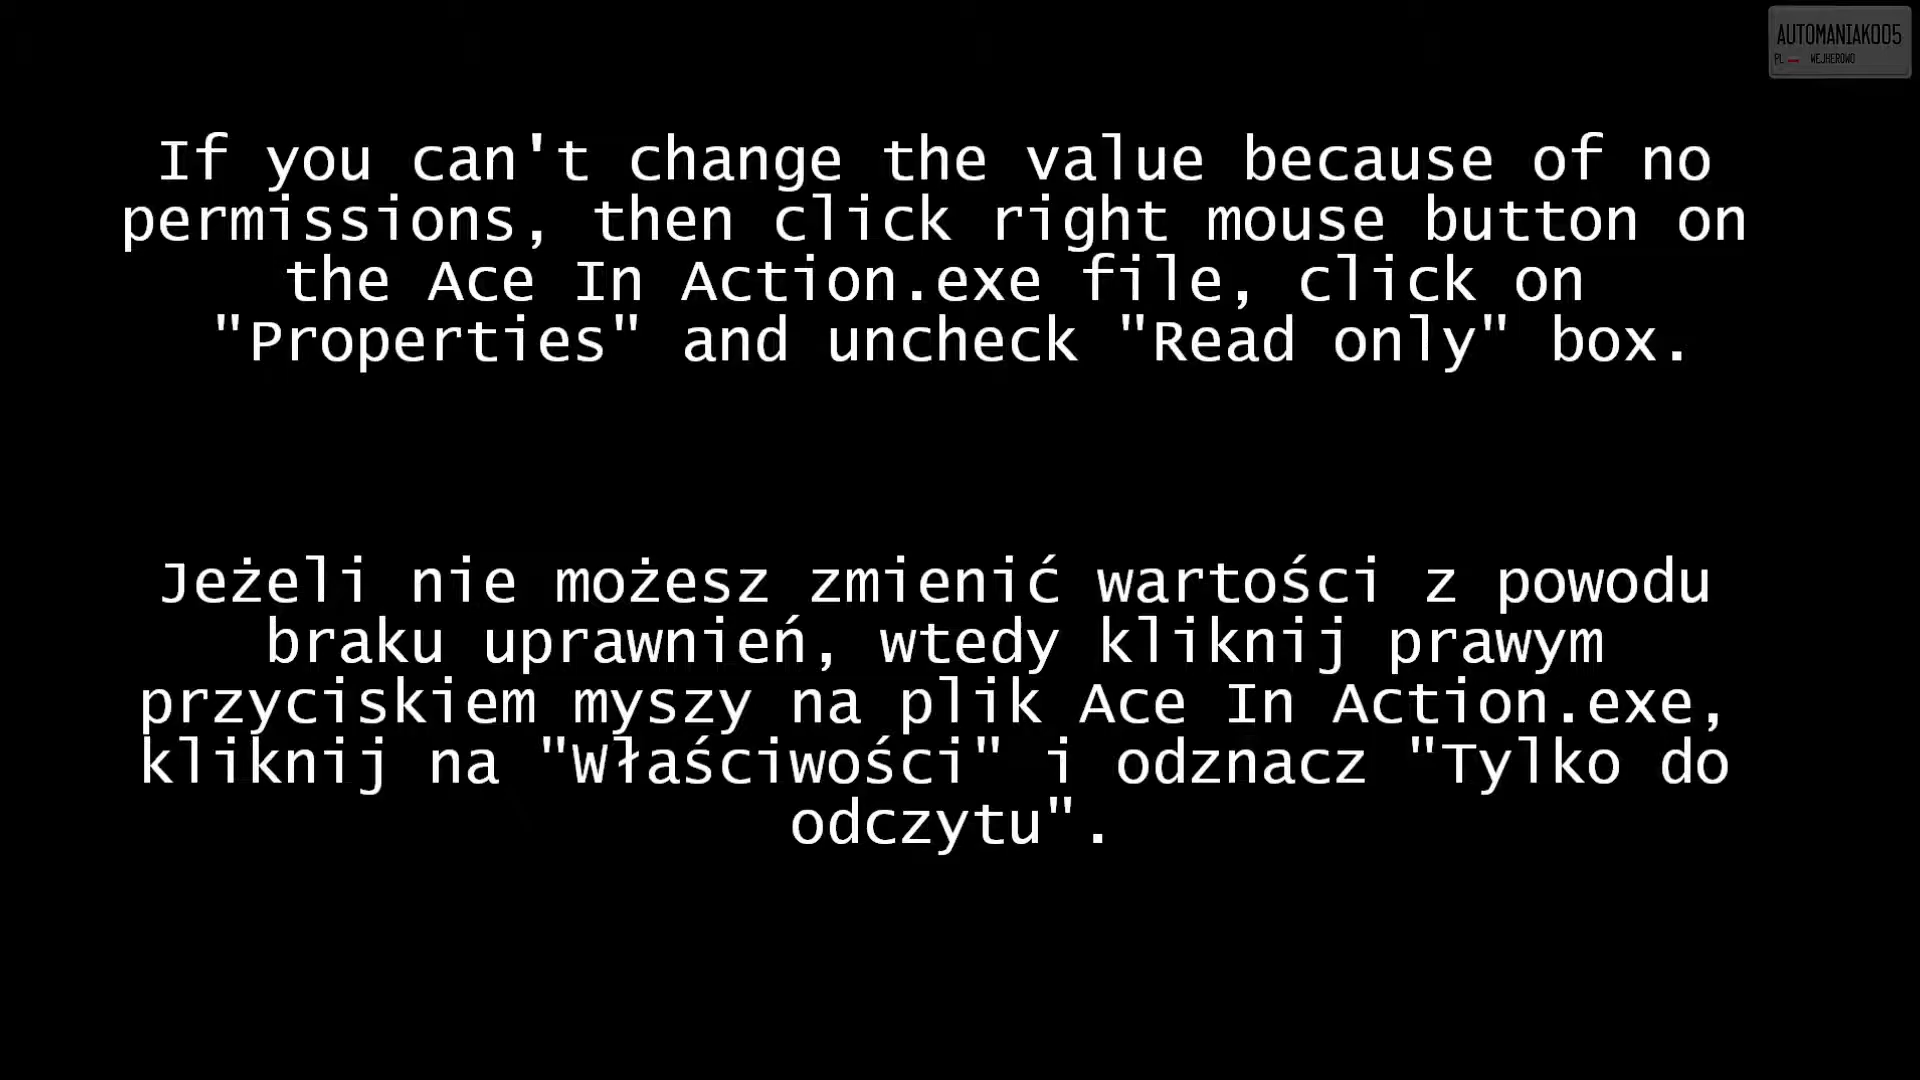 AUTOMANIAK005
PL WEJHEROWO
If you can't change the value because of no
permissions, then click right mouse button on
the Ace In Action.exe file, click on
"Properties" and uncheck "Read only" box.
Jeżeli nie możesz zmienić wartości z powodu
braku uprawnień, wtedy kliknij prawym
przyciskiem myszy na plik Ace In Action.exe,
kliknij na "Właściwości" i odznacz "Tylko do
odczytu".